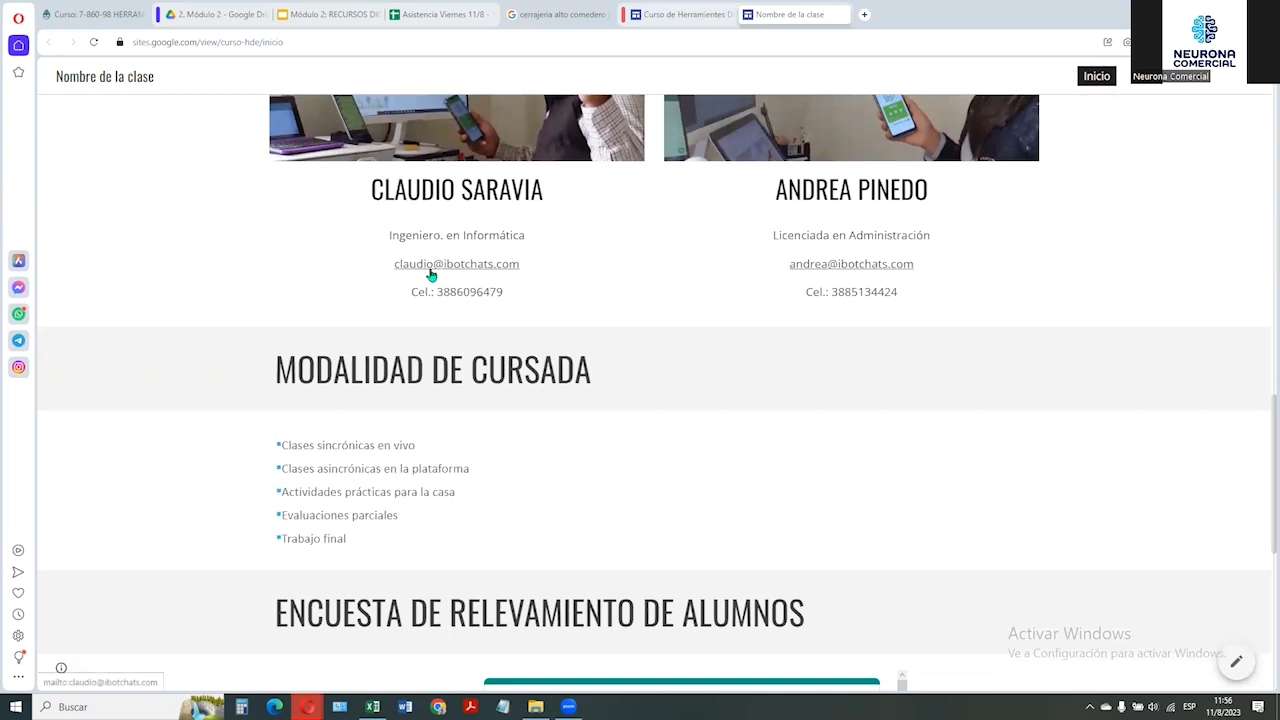 Curso: 7-860-98 HERRAM
2. Módulo 2 - Google Dri
Módulo 2: RECURSOS DIG
Asistencia Viernes 11/8 -
cerrajeria alto comedero
Curso de Herramientas D
Nombre de la clase
sites.google.com/view/curso-hde/inicio
NEURONA
COMERCIAL
Neurona Comercial
Nombre de la clase
Inicio
CLAUDIO SARAVIA
ANDREA PINEDO
Ingeniero. en Informática
Licenciada en Administración
claudio@ibotchats.com
andrea@ibotchats.com
Cel.: 3886096479
Cel.: 3885134424
MODALIDAD DE CURSADA
Clases sincrónicas en vivo
Clases asincrónicas en la plataforma
Actividades prácticas para la casa
Evaluaciones parciales
Trabajo final
ENCUESTA DE RELEVAMIENTO DE ALUMNOS
Activar Windows
Ve a Configuración para activar Windows.
mailto:claudio@ibotchats.com
Buscar
11:56
11/8/2023